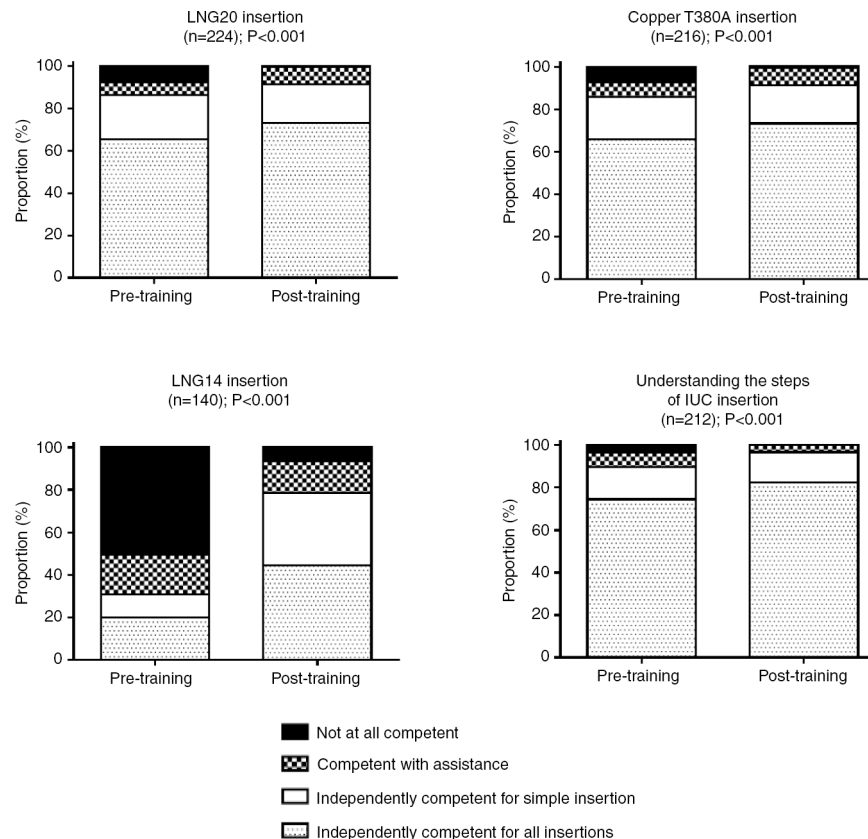 LNG20 insertion
(n=224); P<0.001
100
80
60
40
20
0
Proportion (%)
Pre-training
Post-training
Copper T380A insertion
(n=216); P<0.001
100
80
60
40
20
0
Proportion (%)
Pre-training
Post-training
LNG14 insertion
(n=140); P<0.001
100
80
60
40
20
0
Proportion (%)
Pre-training
Post-training
Understanding the steps
of IUC insertion
(n=212); P<0.001
100
80
60
40
20
0
Proportion (%)
Pre-training
Post-training
Not at all competent
Competent with assistance
Independently competent for simple insertion
Independently competent for all insertions